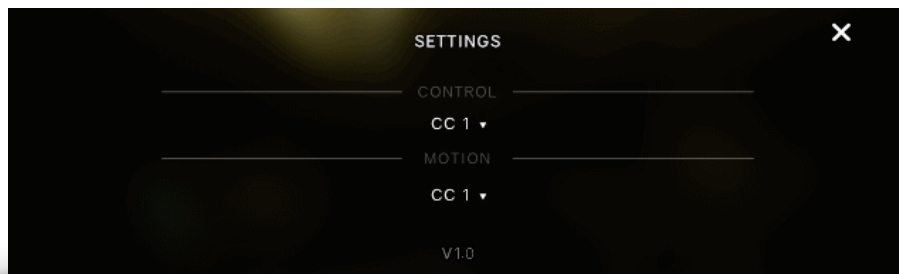 SETTINGS
CONTROL
CC 1 ▾
MOTION
CC 1 ▾
V1.0